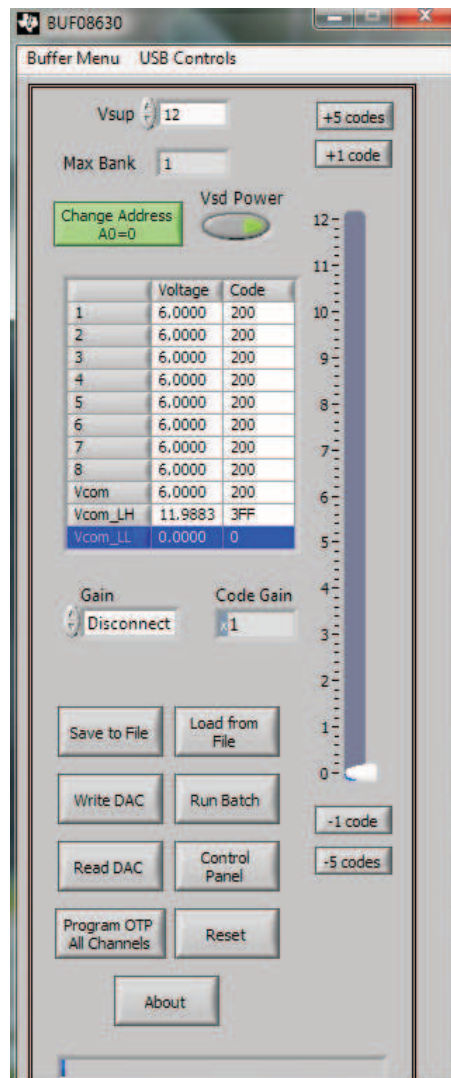 BUF08630
Buffer Menu USB Controls
Vsup 12
+5 codes
Max Bank 1
+1 code
Vsd Power
Change Address
A0=0
Voltage Code
1 6.0000 200
2 6.0000 200
3 6.0000 200
4 6.0000 200
5 6.0000 200
6 6.0000 200
7 6.0000 200
8 6.0000 200
Vcom 6.0000 200
Vcom_LH 11.9883 3FF
Vcom_LL 0.0000 0
12
11
10
9
8
7
6
5
4
3
2
1
0
Gain Code Gain
Disconnect x1
Save to File
Load from
File
Write DAC
Run Batch
-1 code
Read DAC
Control
Panel
-5 codes
Program OTP
All Channels
Reset
About